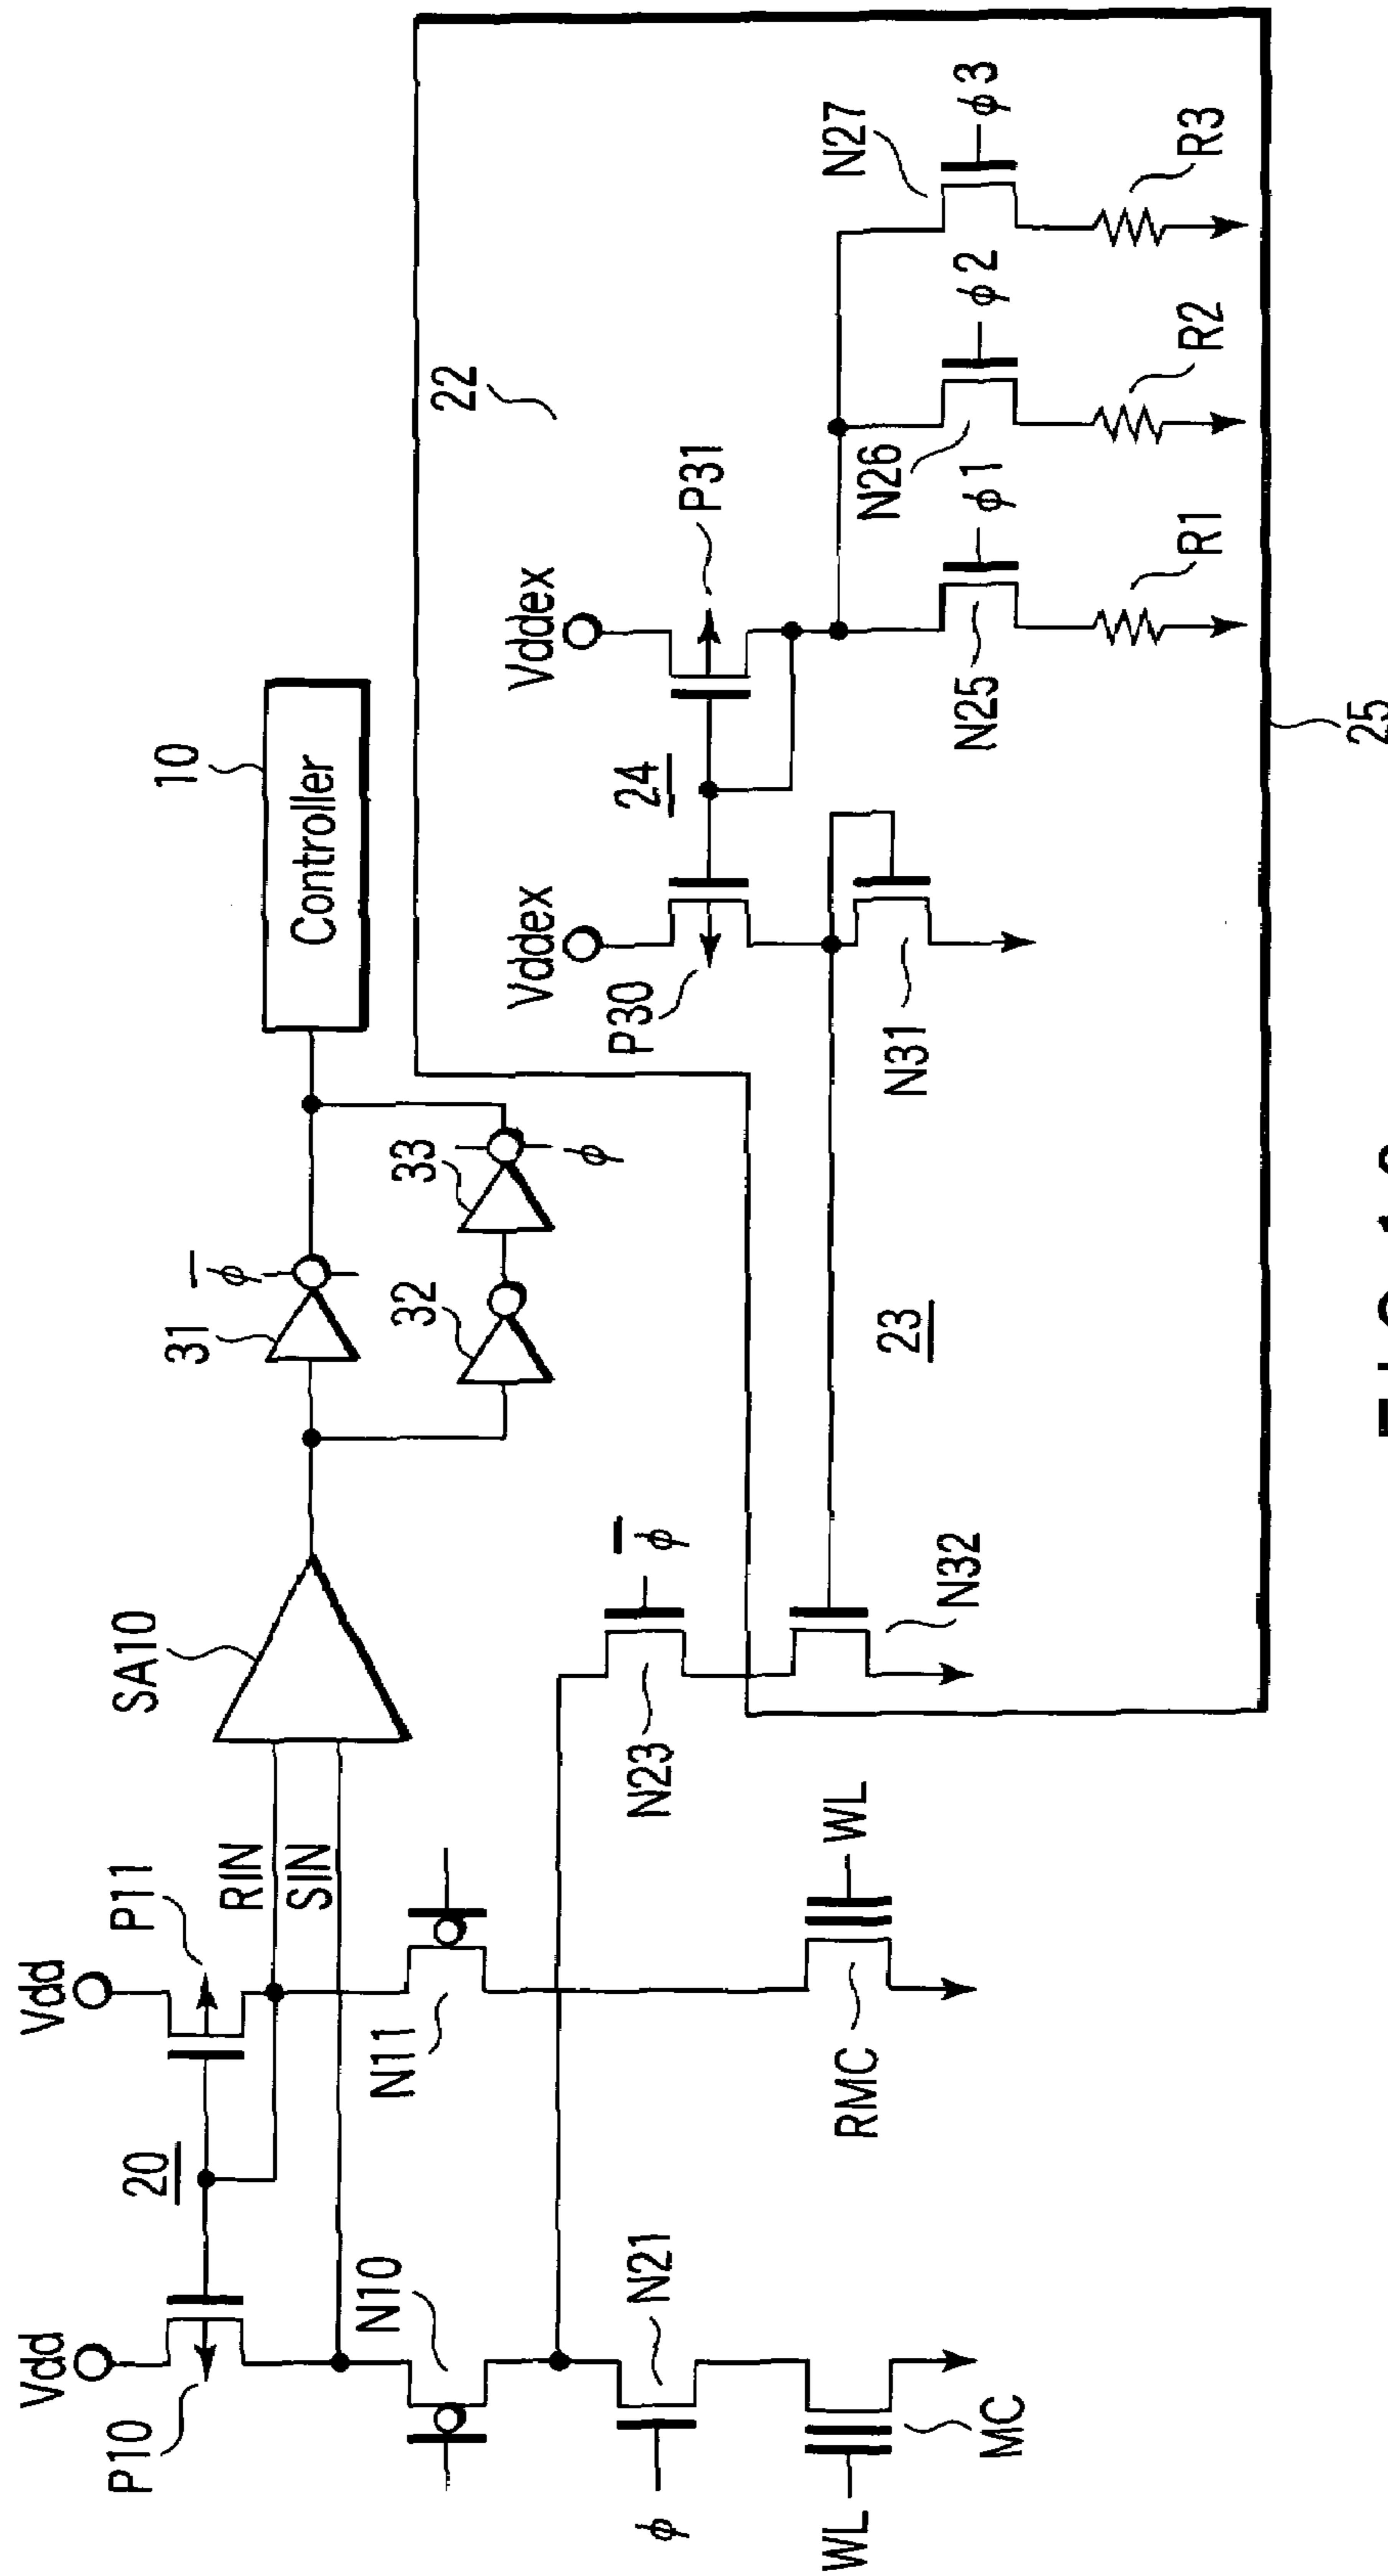 Vdd
Vdd
P10
20
P11
RIN
SIN
SA10
31
φ
10
Controller
32
33
φ
N10
N11
N21
φ
WL
MC
RMC
WL
N23
φ
N32
23
22
Vddex
Vddex
P30
24
P31
N31
N25
φ1
N26
φ2
N27
φ3
R1
R2
R3
25